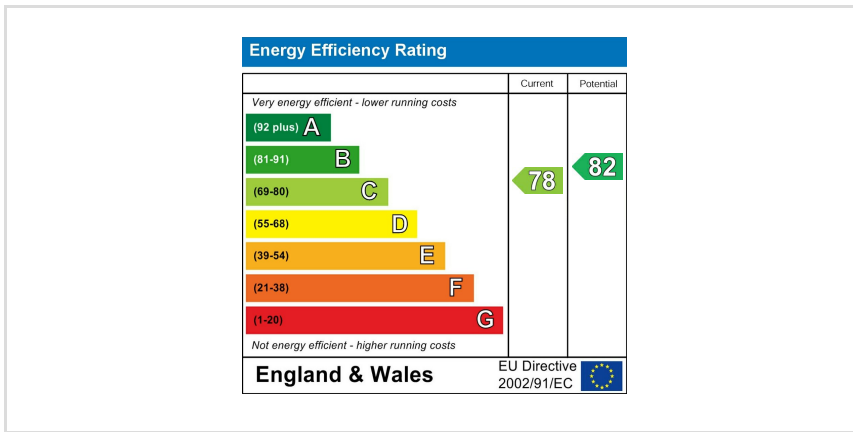 Energy Efficiency Rating
Current Potential
Very energy efficient - lower running costs
(92 plus) A
(81-91) B
(69-80) C
(55-68) D
(39-54) E
(21-38) F
(1-20) G
78
82
Not energy efficient - higher running costs
England & Wales
EU Directive
2002/91/EC